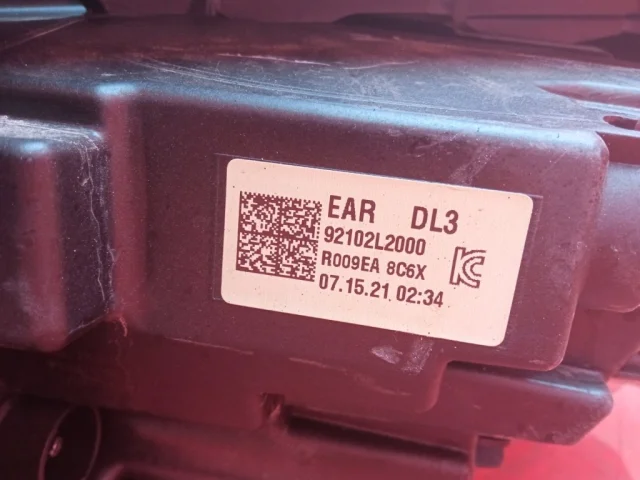 EAR DL3
92102L2000
R009EA 8C6X
07.15.21 02:34